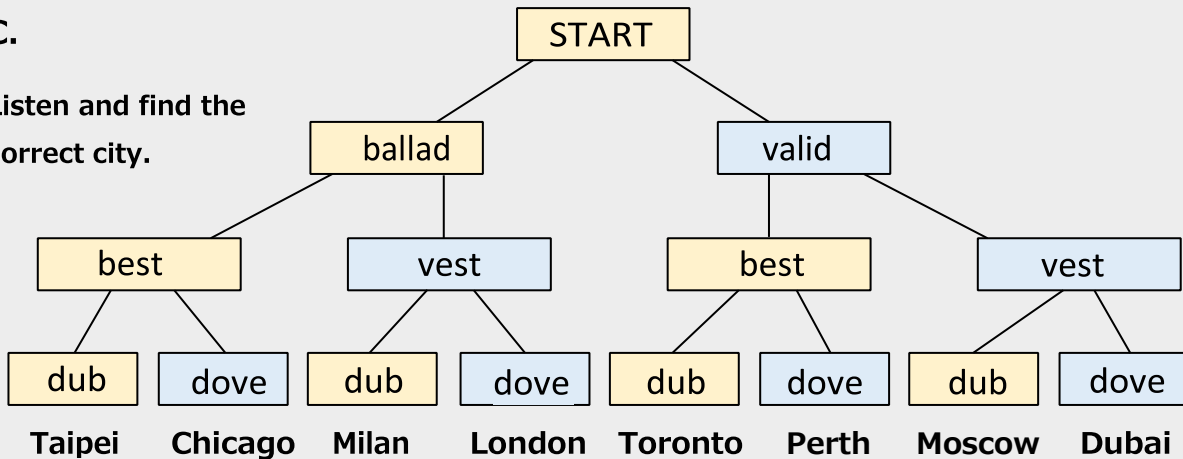 C.
Listen and find the
correct city.
START
ballad valid
best vest best vest
dub dove dub dove dub dove dub dove
Taipei Chicago Milan London Toronto Perth Moscow Dubai